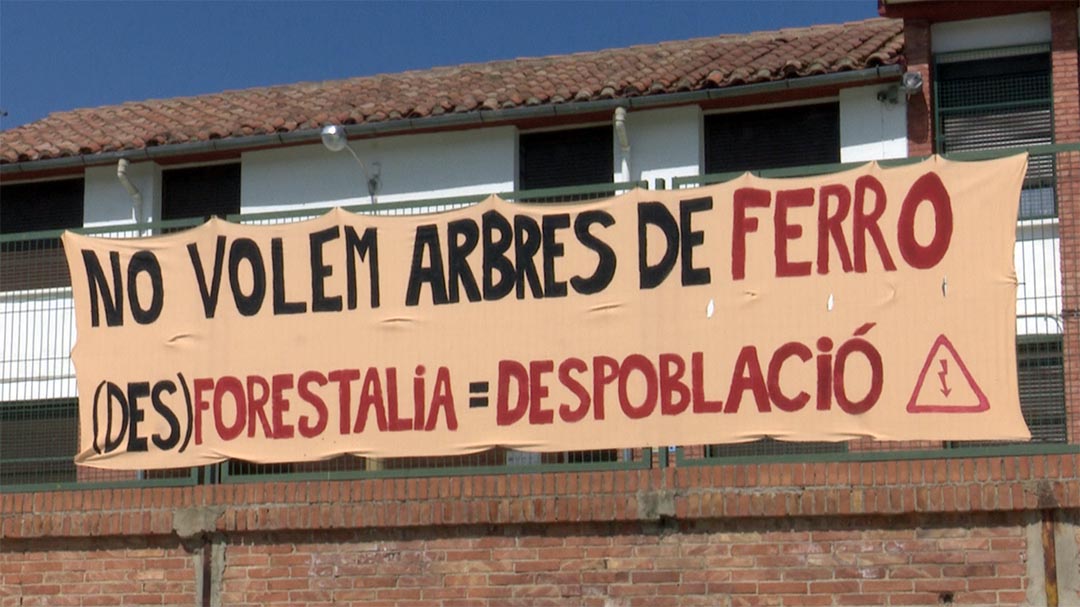 NO VOLEM ARBRES DE FERRO
(DES)FORESTALiA = DESPOBLACiÓ